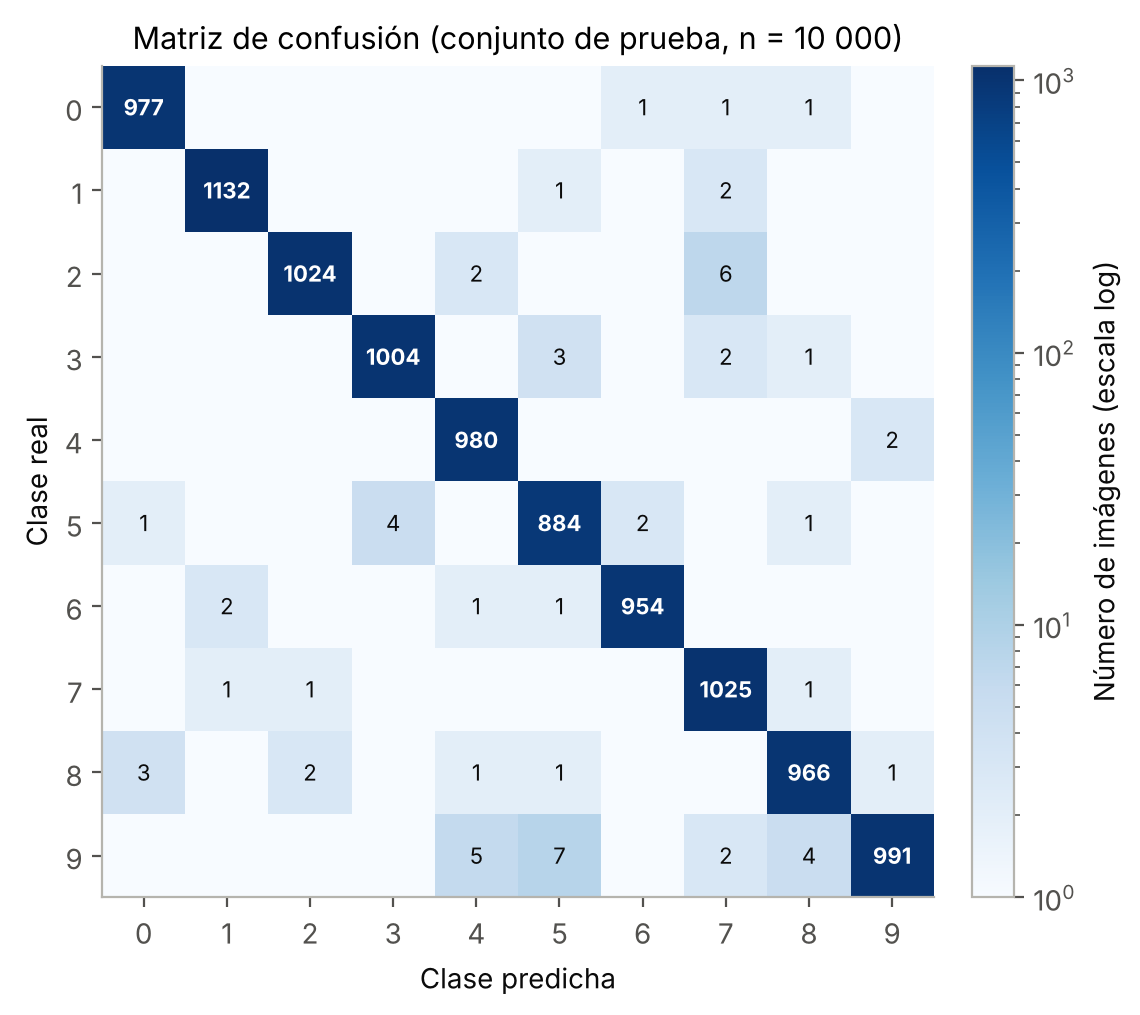 Matriz de confusión (conjunto de prueba, n = 10 000)
0 977 1 1 1
1 1132 1 2
2 1024 2 6
3 1004 3 2 1
4 980 2
5 1 4 884 2 1
6 2 1 1 954
7 1 1 1025 1
8 3 2 1 1 966 1
9 5 7 2 4 991
0 1 2 3 4 5 6 7 8 9
Clase predicha
Clase real
10³
10²
10¹
10⁰
Número de imágenes (escala log)